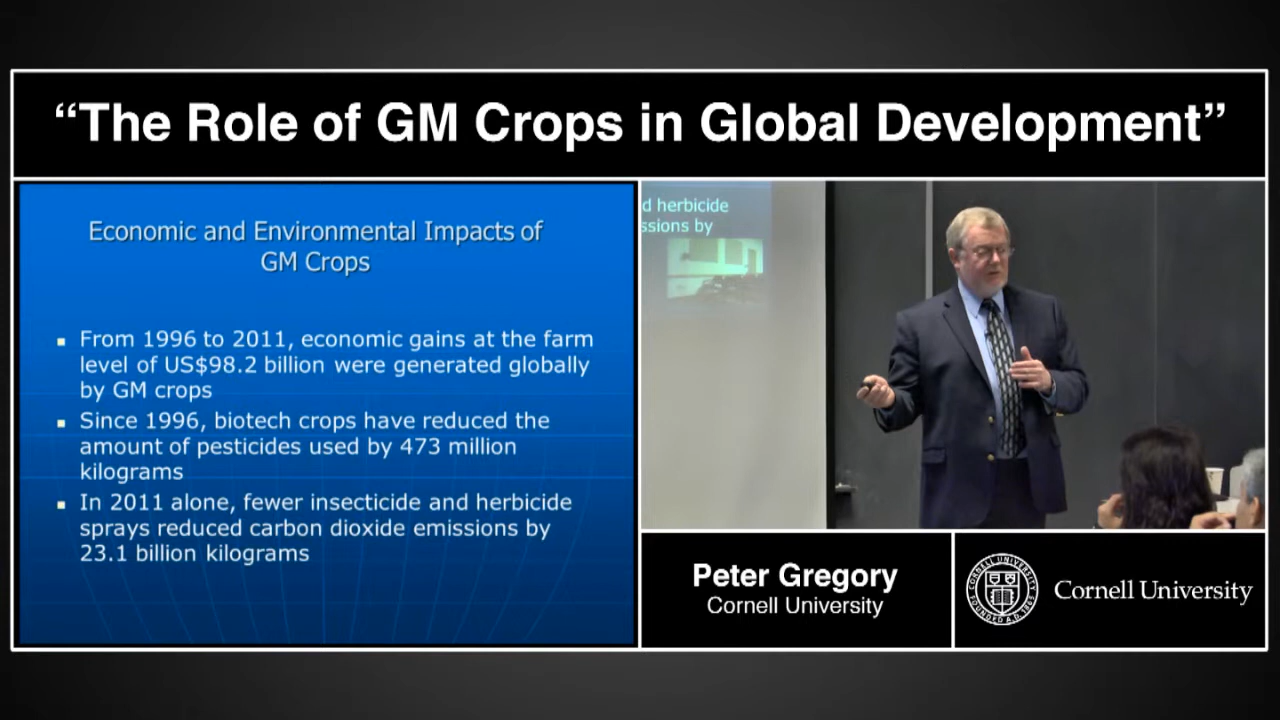 “The Role of GM Crops in Global Development”
Economic and Environmental Impacts of
GM Crops
From 1996 to 2011, economic gains at the farm
level of US$98.2 billion were generated globally
by GM crops
Since 1996, biotech crops have reduced the
amount of pesticides used by 473 million
kilograms
In 2011 alone, fewer insecticide and herbicide
sprays reduced carbon dioxide emissions by
23.1 billion kilograms
d herbicide
ssions by
Peter Gregory
Cornell University
CORNELL UNIVERSITY
FOUNDED A.D. 1865
Cornell University